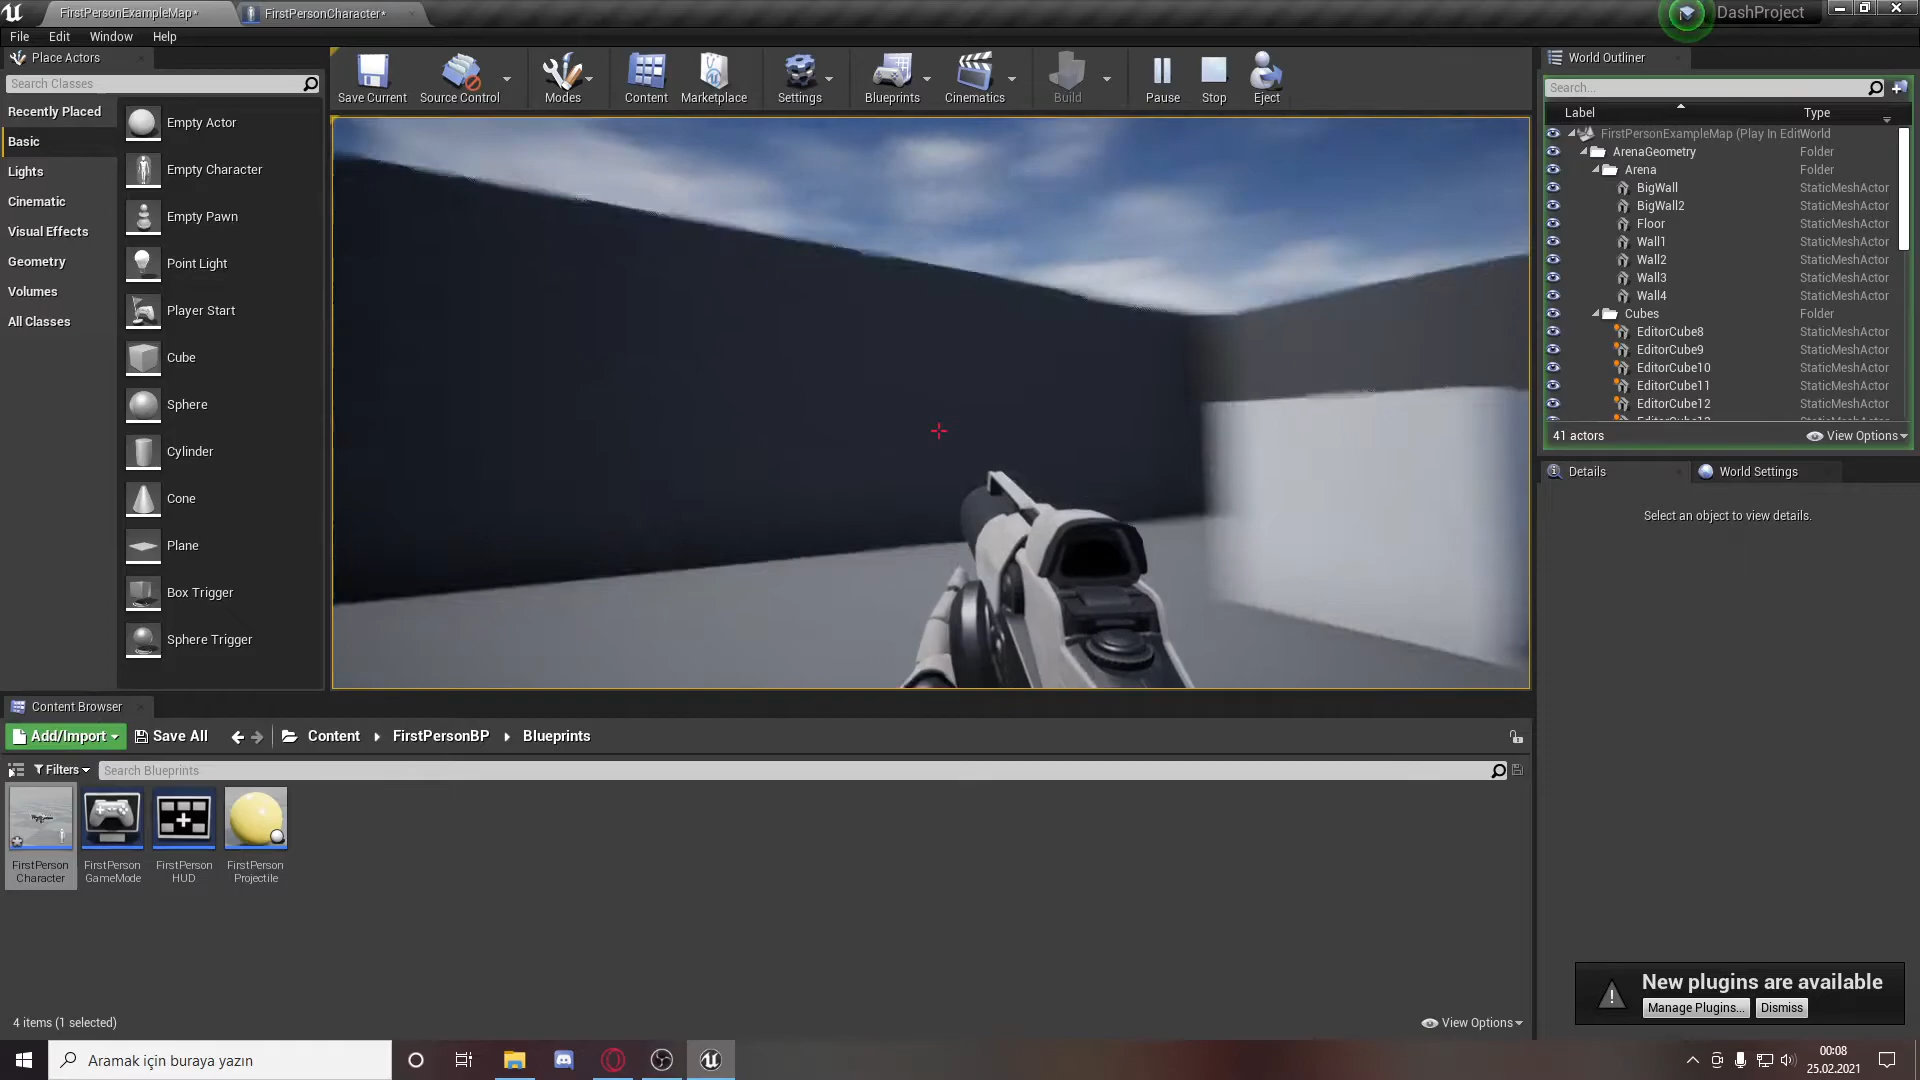 FirstPersonExampleMap*
FirstPersonCharacter*
DashProject
File Edit Window Help
Place Actors
Search Classes
Recently Placed
Basic
Lights
Cinematic
Visual Effects
Geometry
Volumes
All Classes
Empty Actor
Empty Character
Empty Pawn
Point Light
Player Start
Cube
Sphere
Cylinder
Cone
Plane
Box Trigger
Sphere Trigger
Save Current
Source Control
Modes
Content
Marketplace
Settings
Blueprints
Cinematics
Build
Pause
Stop
Eject
World Outliner
Search...
Label Type
FirstPersonExampleMap (Play In Edit World
ArenaGeometry Folder
Arena Folder
BigWall StaticMeshActor
BigWall2 StaticMeshActor
Floor StaticMeshActor
Wall1 StaticMeshActor
Wall2 StaticMeshActor
Wall3 StaticMeshActor
Wall4 StaticMeshActor
Cubes Folder
EditorCube8 StaticMeshActor
EditorCube9 StaticMeshActor
EditorCube10 StaticMeshActor
EditorCube11 StaticMeshActor
EditorCube12 StaticMeshActor
41 actors View Options
Details
World Settings
Select an object to view details.
Content Browser
Add/Import Save All Content FirstPersonBP Blueprints
Filters Search Blueprints
FirstPerson
Character
FirstPerson
GameMode
FirstPerson
HUD
FirstPerson
Projectile
4 items (1 selected)
View Options
New plugins are available
Manage Plugins... Dismiss
Aramak için buraya yazın
00:08
25.02.2021